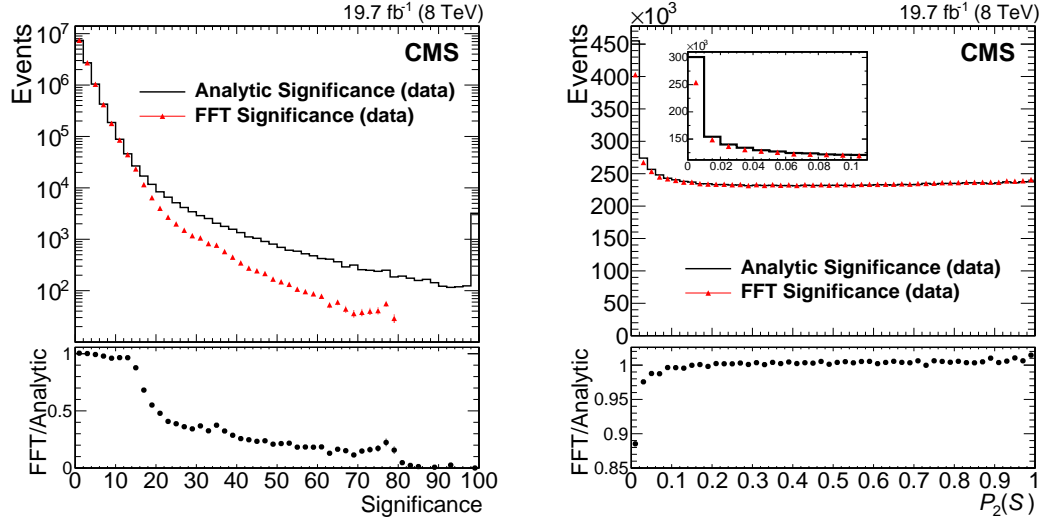 19.7 fb⁻¹ (8 TeV)
CMS
Events
10⁷
10⁶
10⁵
10⁴
10³
10²
Analytic Significance (data)
FFT Significance (data)
FFT/Analytic
1
0.5
0
0 10 20 30 40 50 60 70 80 90 100
Significance
×10³
19.7 fb⁻¹ (8 TeV)
CMS
Events
450
400
350
300
250
200
150
100
50
0
×10³
300
250
200
150
0 0.02 0.04 0.06 0.08 0.1
Analytic Significance (data)
FFT Significance (data)
FFT/Analytic
1
0.95
0.9
0.85
0 0.1 0.2 0.3 0.4 0.5 0.6 0.7 0.8 0.9 1
P₂(S)